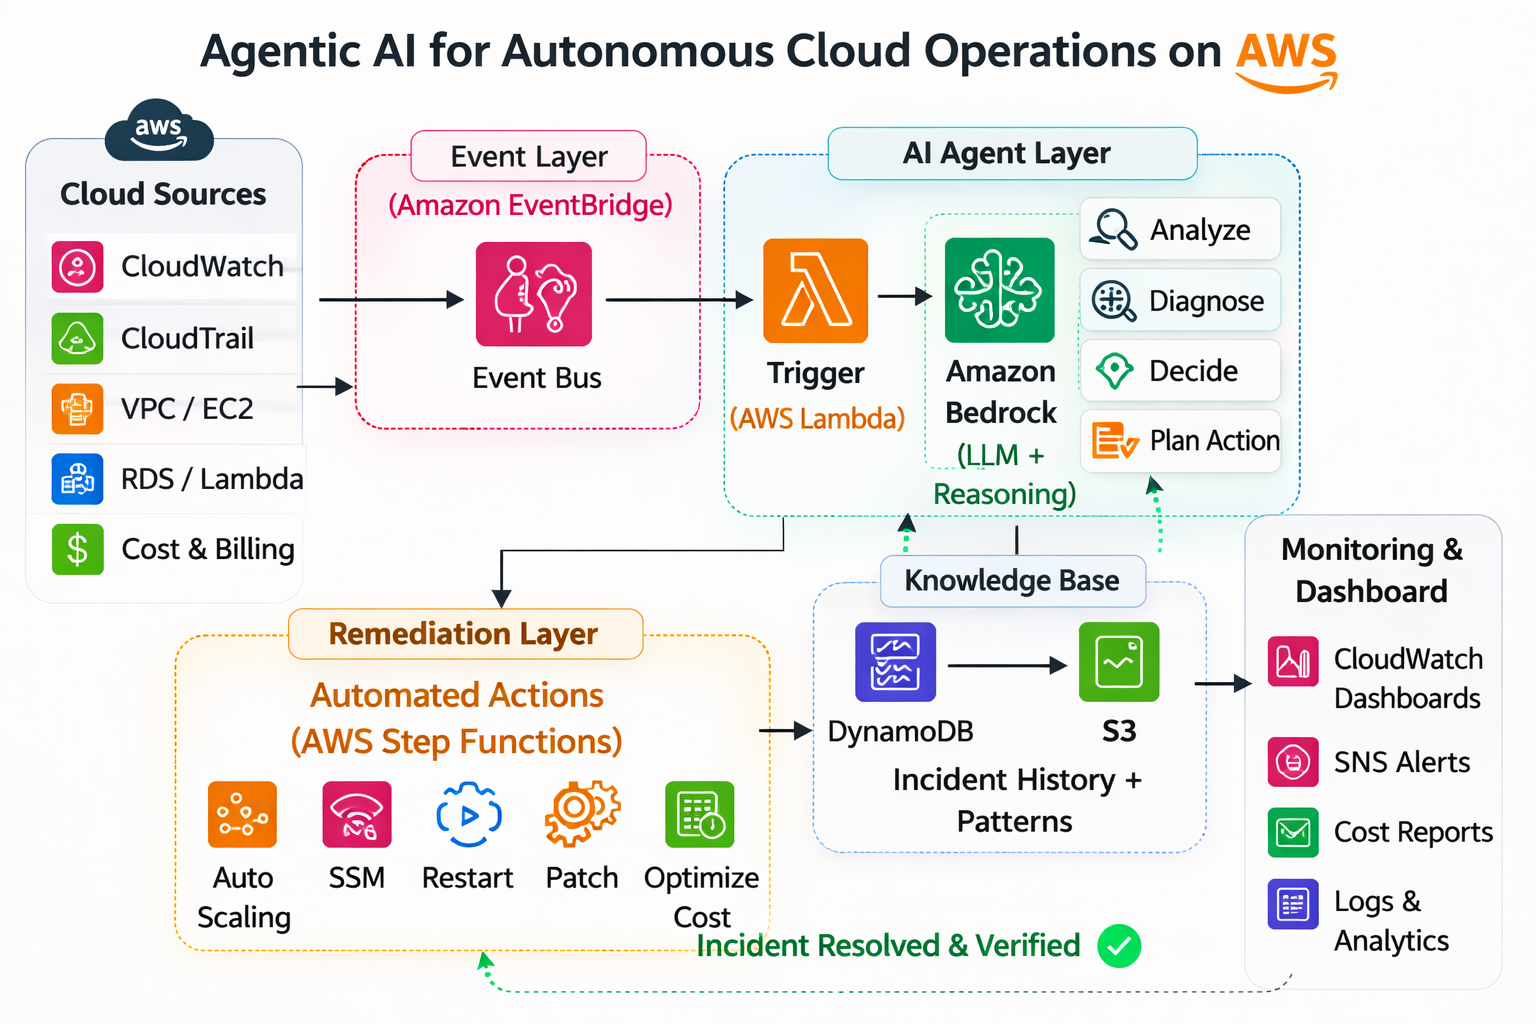 Agentic AI for Autonomous Cloud Operations on AWS
aws
Cloud Sources
CloudWatch
CloudTrail
VPC / EC2
RDS / Lambda
$
Cost & Billing
Event Layer
(Amazon EventBridge)
Event Bus
AI Agent Layer
Trigger
(AWS Lambda)
Amazon
Bedrock
(LLM +
Reasoning)
Analyze
Diagnose
Decide
Plan Action
Remediation Layer
Automated Actions
(AWS Step Functions)
Auto
Scaling
SSM
Restart
Patch
Optimize
Cost
Knowledge Base
DynamoDB
S3
Incident History +
Patterns
Monitoring &
Dashboard
CloudWatch
Dashboards
SNS Alerts
Cost Reports
Logs &
Analytics
Incident Resolved & Verified